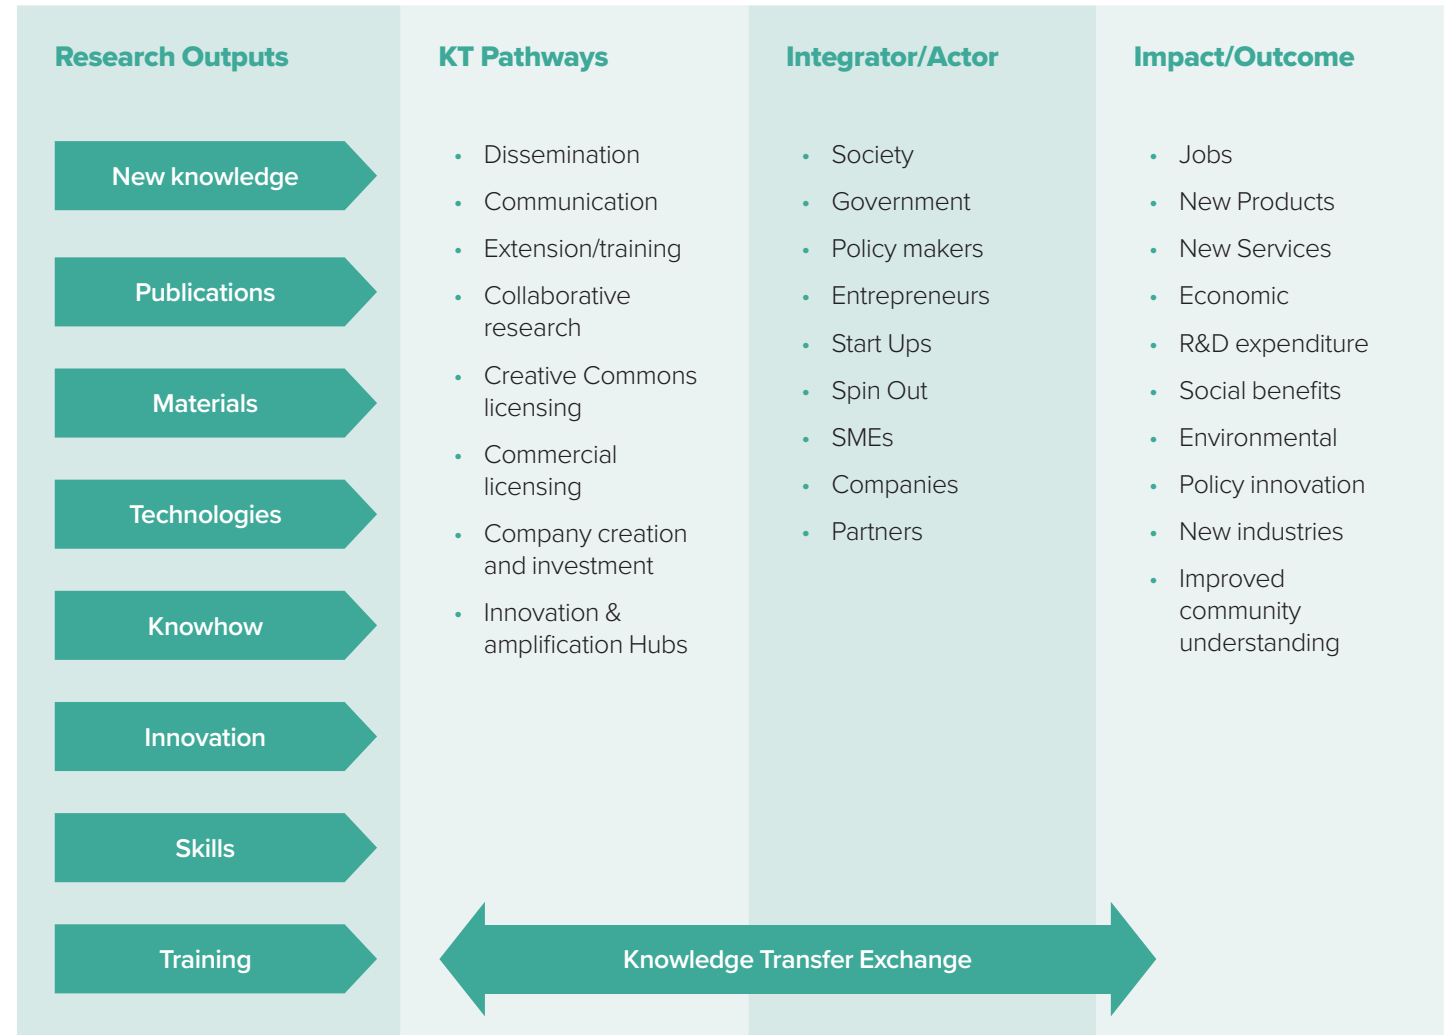 Research Outputs
New knowledge
Publications
Materials
Technologies
Knowhow
Innovation
Skills
Training
KT Pathways
• Dissemination
• Communication
• Extension/training
• Collaborative
research
• Creative Commons
licensing
• Commercial
licensing
• Company creation
and investment
• Innovation &
amplification Hubs
Integrator/Actor
• Society
• Government
• Policy makers
• Entrepreneurs
• Start Ups
• Spin Out
• SMEs
• Companies
• Partners
Impact/Outcome
• Jobs
• New Products
• New Services
• Economic
• R&D expenditure
• Social benefits
• Environmental
• Policy innovation
• New industries
• Improved
community
understanding
Knowledge Transfer Exchange